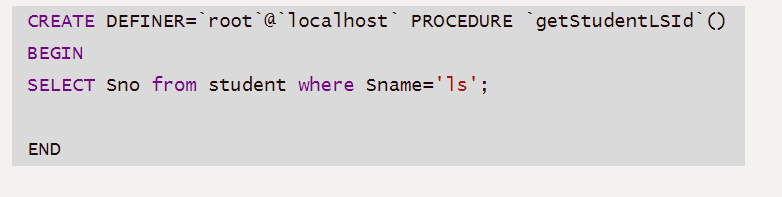 CREATE DEFINER=`root`@`localhost` PROCEDURE `getStudentLSId`()
BEGIN
SELECT Sno from student where Sname='ls';
END